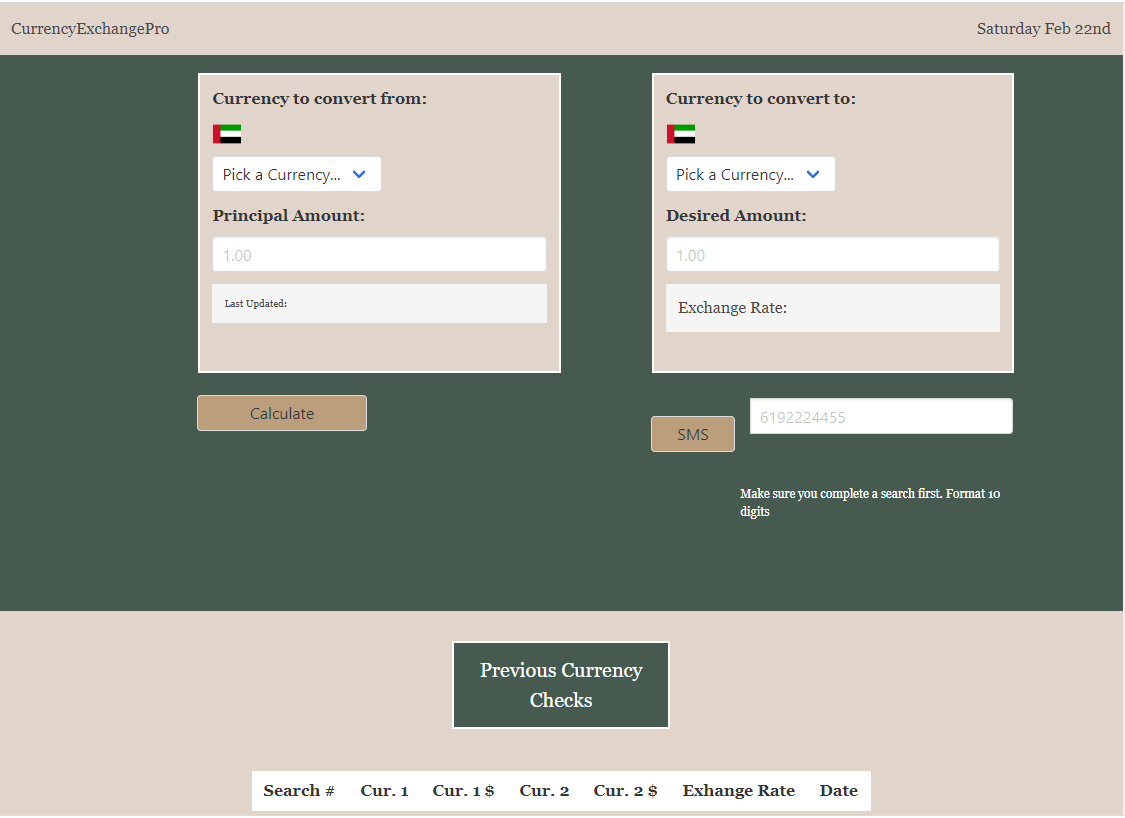 CurrencyExchangePro
Saturday Feb 22nd
Currency to convert from:
Pick a Currency...
Principal Amount:
1.00
Last Updated:
Currency to convert to:
Pick a Currency...
Desired Amount:
1.00
Exchange Rate:
Calculate
SMS
6192224455
Make sure you complete a search first. Format 10
digits
Previous Currency
Checks
Search # Cur. 1 Cur. 1 $ Cur. 2 Cur. 2 $ Exhange Rate Date